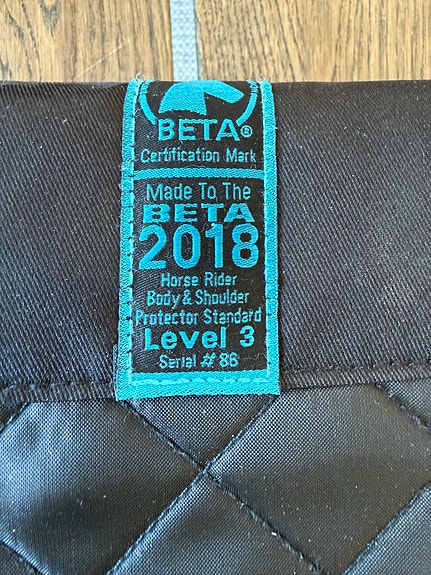 BETA®
Certification Mark
Made To The
BETA
2018
Horse Rider
Body & Shoulder
Protector Standard
Level 3
Serial # 86